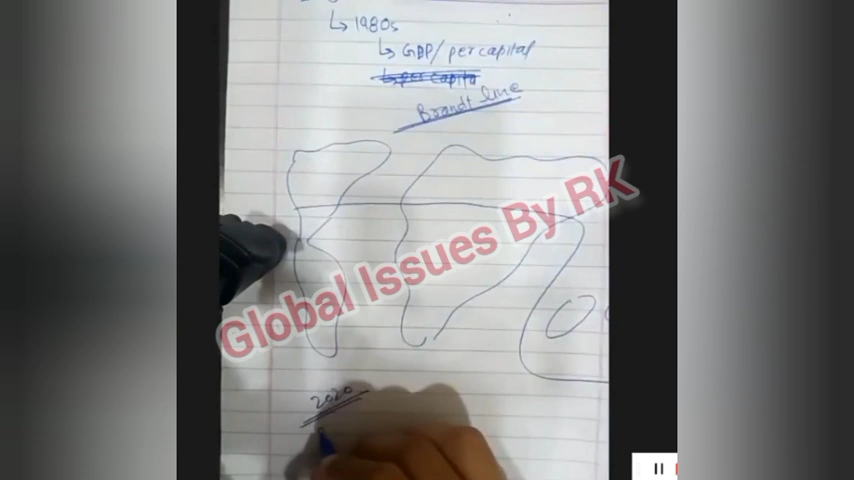 ↳ 1980s
↳ GDP/per capital
Brandt line
Global Issues By RK
2020